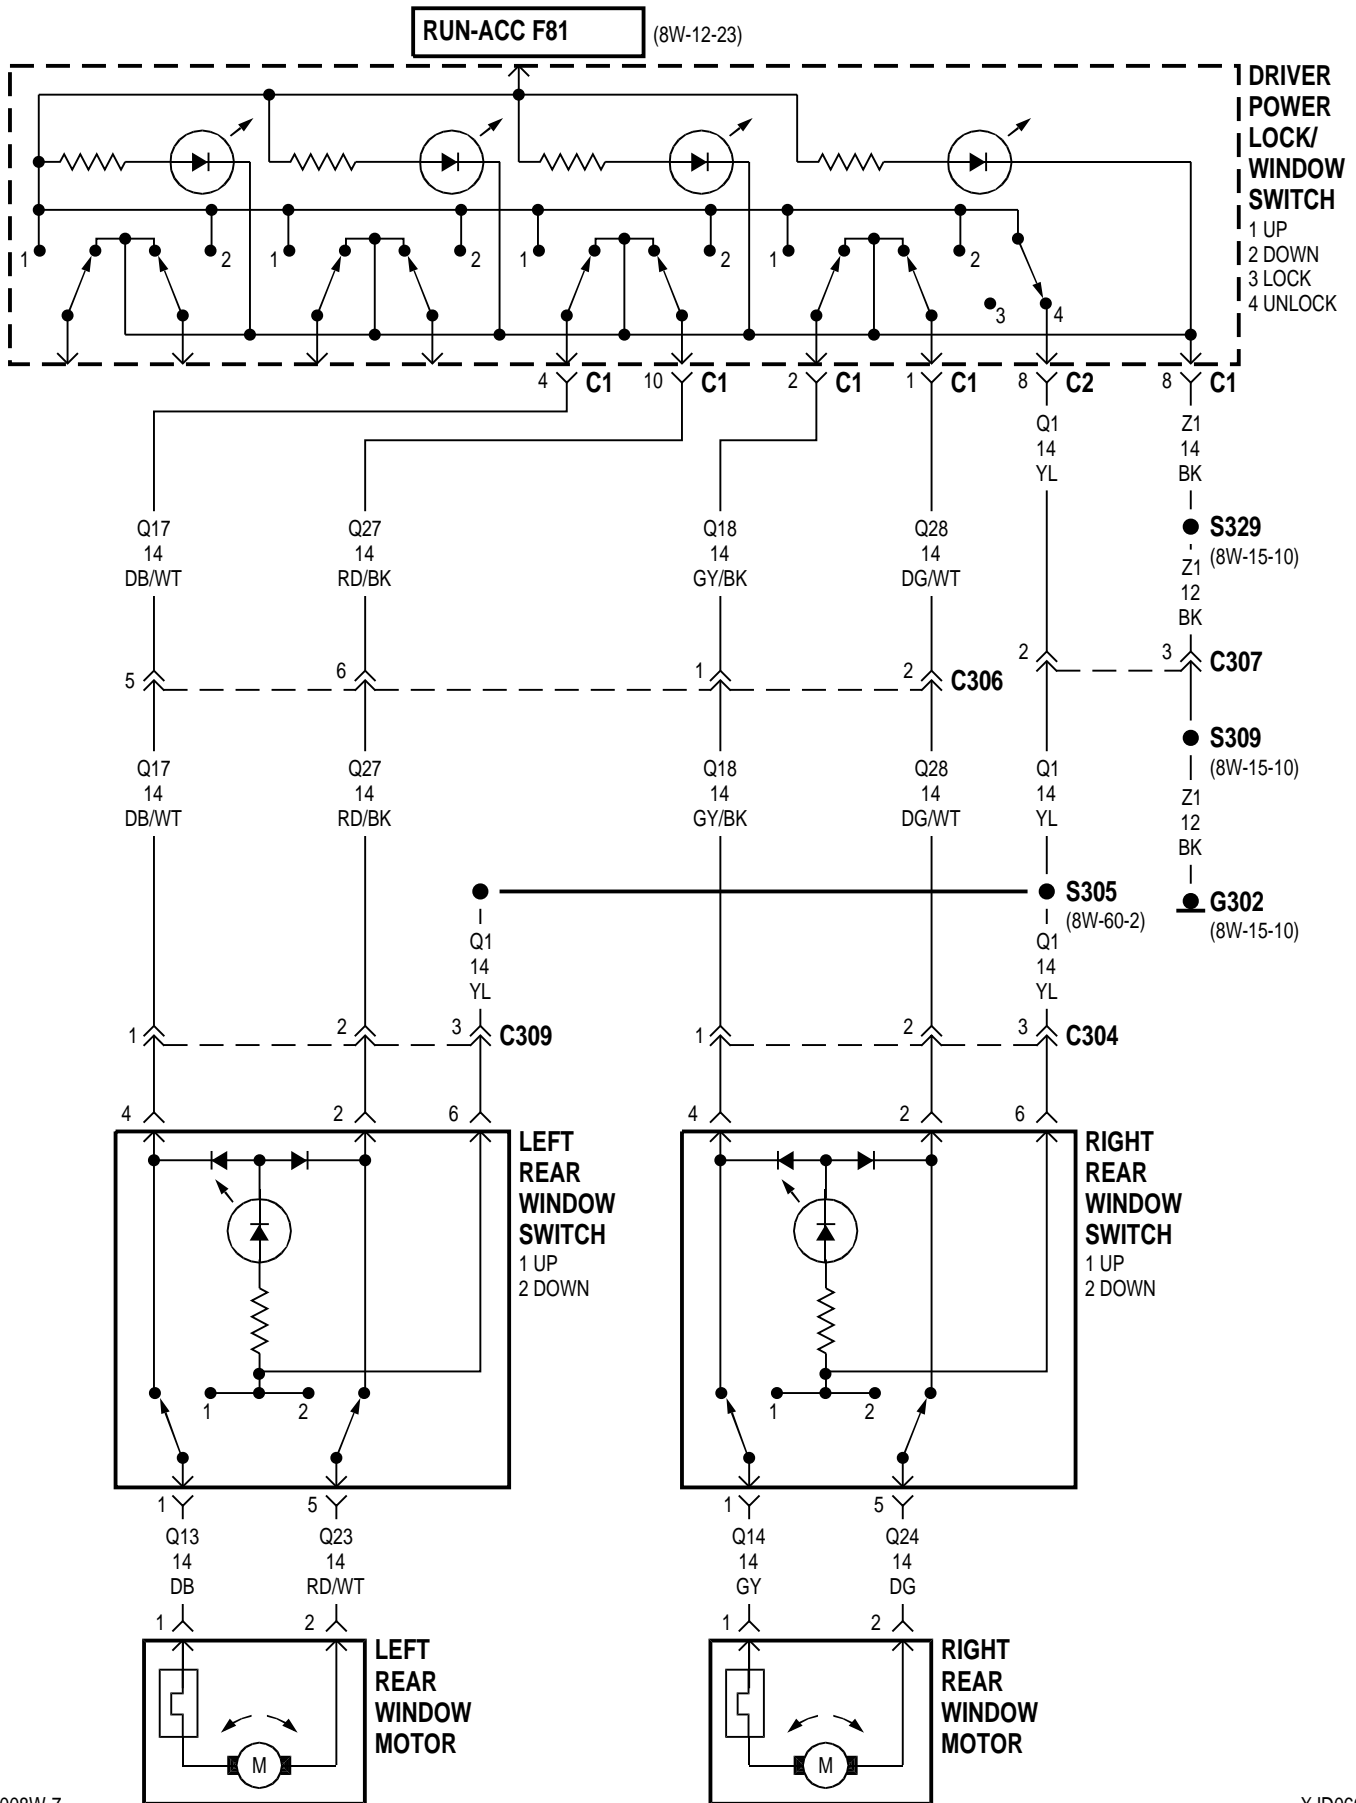 RUN-ACC F81 (8W-12-23)
DRIVER
POWER
LOCK/
WINDOW
SWITCH
1 UP
2 DOWN
3 LOCK
4 UNLOCK
1 2 1 2 1 2 1 2
3 4
4 C1 10 C1 2 C1 1 C1 8 C2 8 C1
Q1 Z1
14 14
YL BK
Q17 Q27 Q18 Q28 S329
14 14 14 14 (8W-15-10)
DB/WT RD/BK GY/BK DG/WT
Z1
12
BK
2 3 C307
5 6 1 2 C306
S309
(8W-15-10)
Q17 Q27 Q18 Q28 Q1
14 14 14 14 14
DB/WT RD/BK GY/BK DG/WT YL
Z1
12
BK
S305 G302
(8W-60-2) (8W-15-10)
Q1 Q1
14 14
YL YL
1 2 3 C309 1 2 3 C304
4 2 6 4 2 6
LEFT
REAR
WINDOW
SWITCH
1 UP
2 DOWN
RIGHT
REAR
WINDOW
SWITCH
1 UP
2 DOWN
1 2 1 2
1 5 1 5
Q13 Q23 Q14 Q24
14 14 14 14
DB RD/WT GY DG
1 2 1 2
LEFT
REAR
WINDOW
MOTOR
RIGHT
REAR
WINDOW
MOTOR
M M